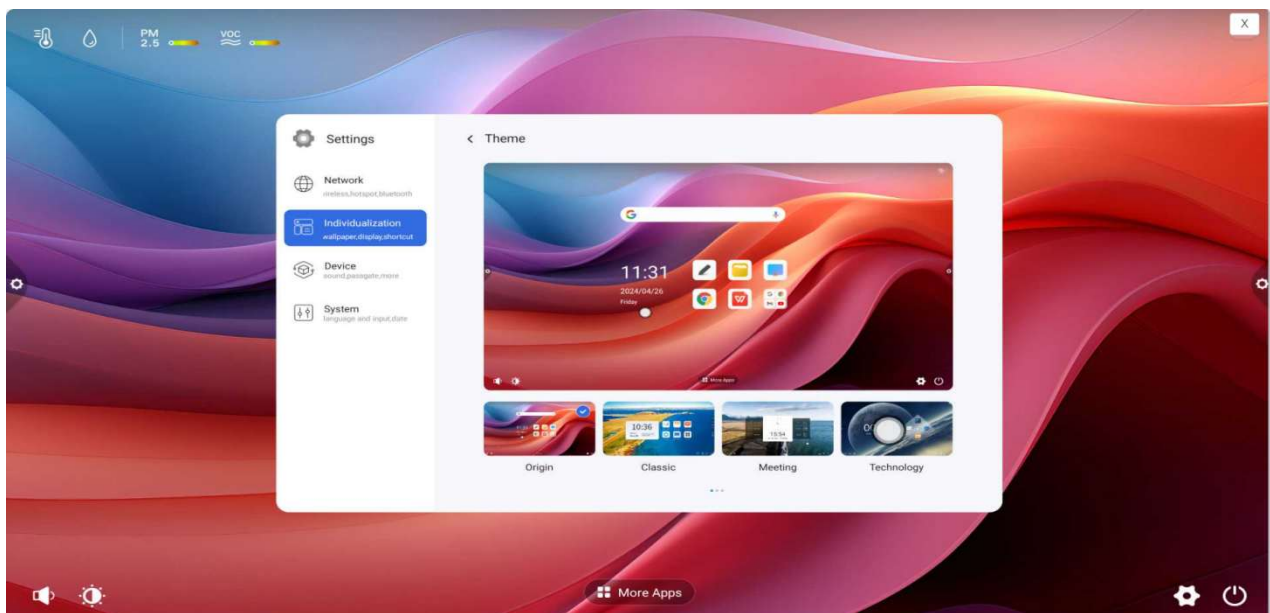 PM
2.5
VOC
X
Settings
Network
ireless,hotspot,bluetooth
Individualization
wallpaper,display,shortcut
Device
sound,passgate,more
System
language and input,date
Theme
11:31
2024/04/26
Friday
More Apps
10:36
Origin
Classic
Meeting
Technology
More Apps